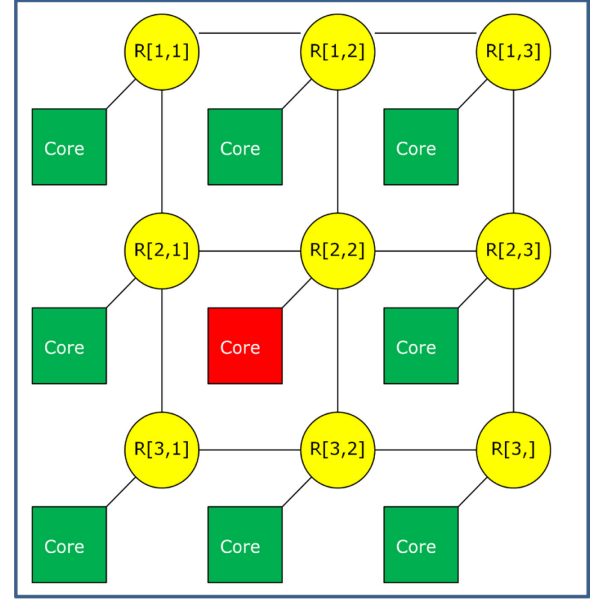 R[1,1]
R[1,2]
R[1,3]
Core
Core
Core
R[2,1]
R[2,2]
R[2,3]
Core
Core
Core
R[3,1]
R[3,2]
R[3,]
Core
Core
Core